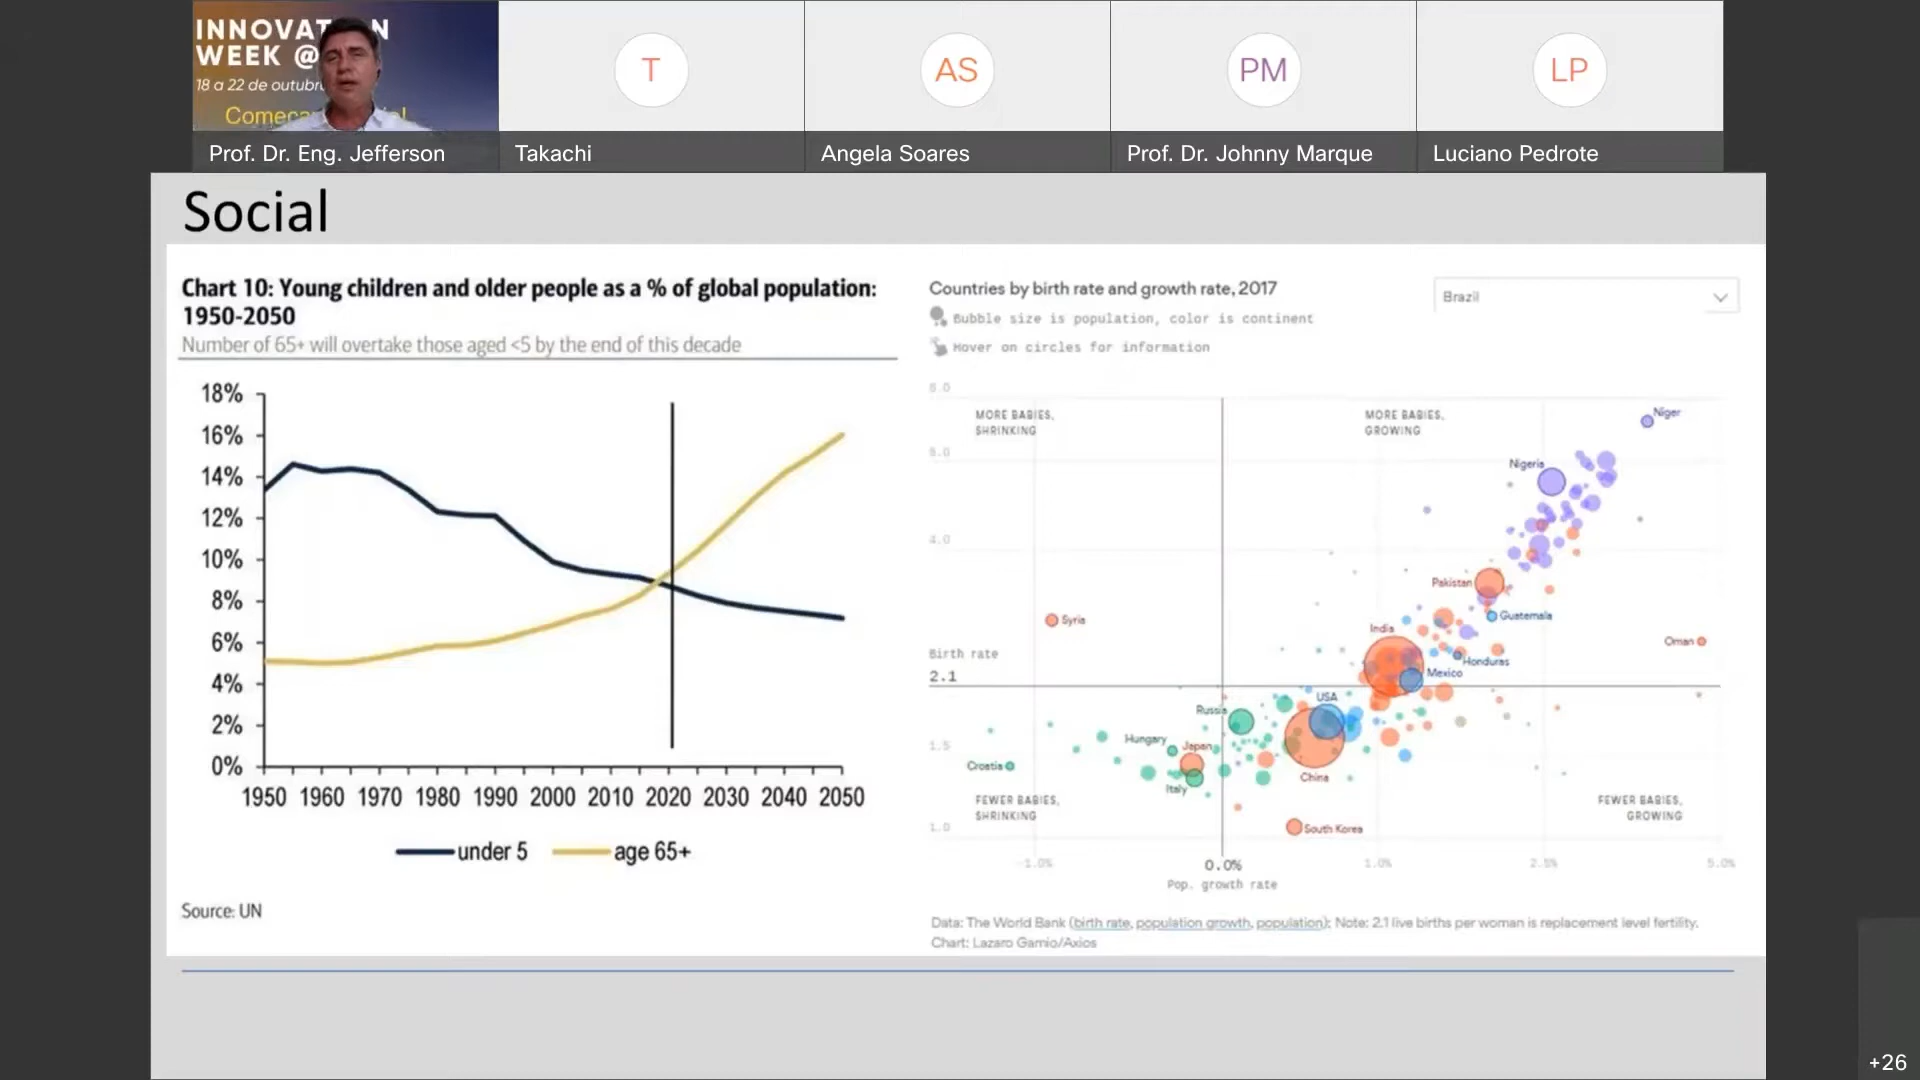 INNOVAT N
WEEK @
18 a 22 de outubr
Comeca
Prof. Dr. Eng. Jefferson
T
Takachi
AS
Angela Soares
PM
Prof. Dr. Johnny Marque
LP
Luciano Pedrote
Social
Chart 10: Young children and older people as a % of global population:
1950-2050
Number of 65+ will overtake those aged <5 by the end of this decade
18%
16%
14%
12%
10%
8%
6%
4%
2%
0%
1950 1960 1970 1980 1990 2000 2010 2020 2030 2040 2050
under 5 age 65+
Source: UN
Countries by birth rate and growth rate, 2017
Bubble size is population, color is continent
Hover on circles for information
Brazil
MORE BABIES,
SHRINKING
MORE BABIES,
GROWING
Niger
5.0
Nigeria
4.0
Pakistan
Guatemala
Syria
India
Oman
Birth rate
Honduras
Mexico
2.1
USA
Russia
Hungary
Japan
1.5
Croatia
China
Italy
FEWER BABIES,
SHRINKING
FEWER BABIES,
GROWING
1.0
South Korea
-1.0% 0.0% 1.0% 2.5% 5.0%
Pop. growth rate
Data: The World Bank (birth rate, population growth, population); Note: 2.1 live births per woman is replacement level fertility.
Chart: Lazaro Gamio/Axios
+26